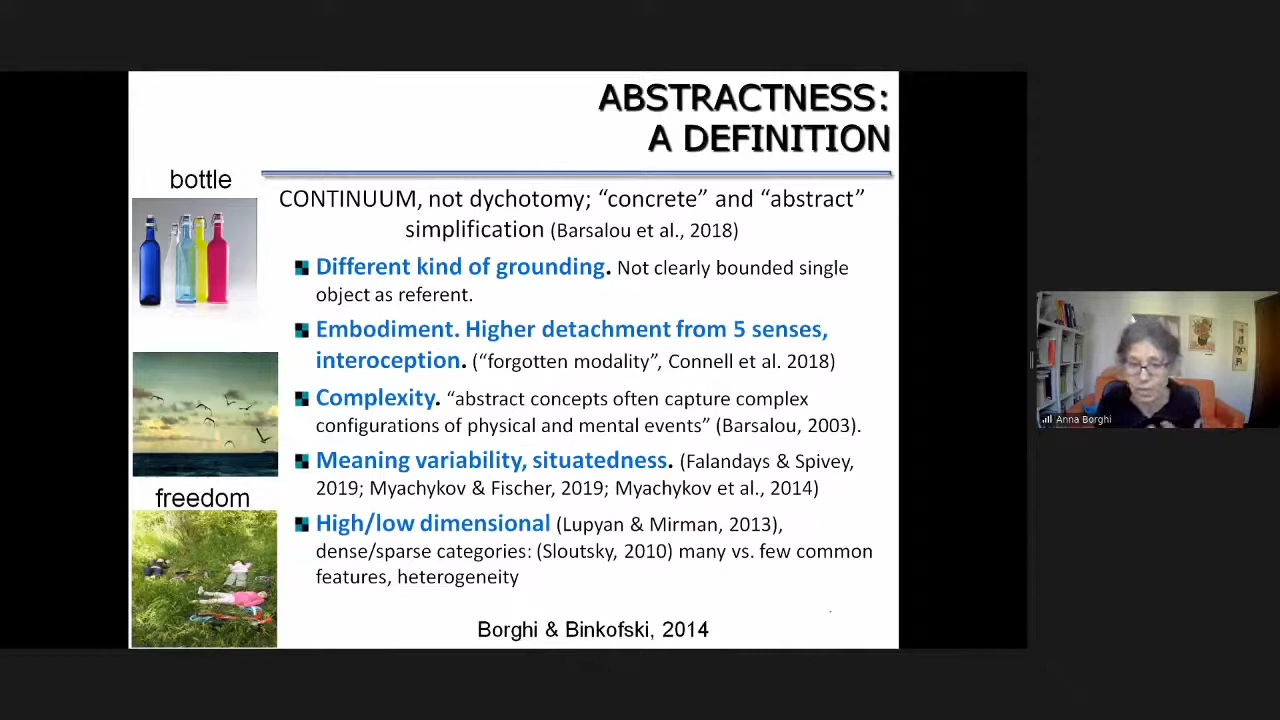 ABSTRACTNESS:
A DEFINITION
bottle
CONTINUUM, not dychotomy; “concrete” and “abstract”
simplification (Barsalou et al., 2018)
Different kind of grounding. Not clearly bounded single
object as referent.
Embodiment. Higher detachment from 5 senses,
interoception. (“forgotten modality”, Connell et al. 2018)
Complexity. “abstract concepts often capture complex
configurations of physical and mental events” (Barsalou, 2003).
Meaning variability, situatedness. (Falandays & Spivey,
2019; Myachykov & Fischer, 2019; Myachykov et al., 2014)
freedom
High/low dimensional (Lupyan & Mirman, 2013),
dense/sparse categories: (Sloutsky, 2010) many vs. few common
features, heterogeneity
Borghi & Binkofski, 2014
Anna Borghi